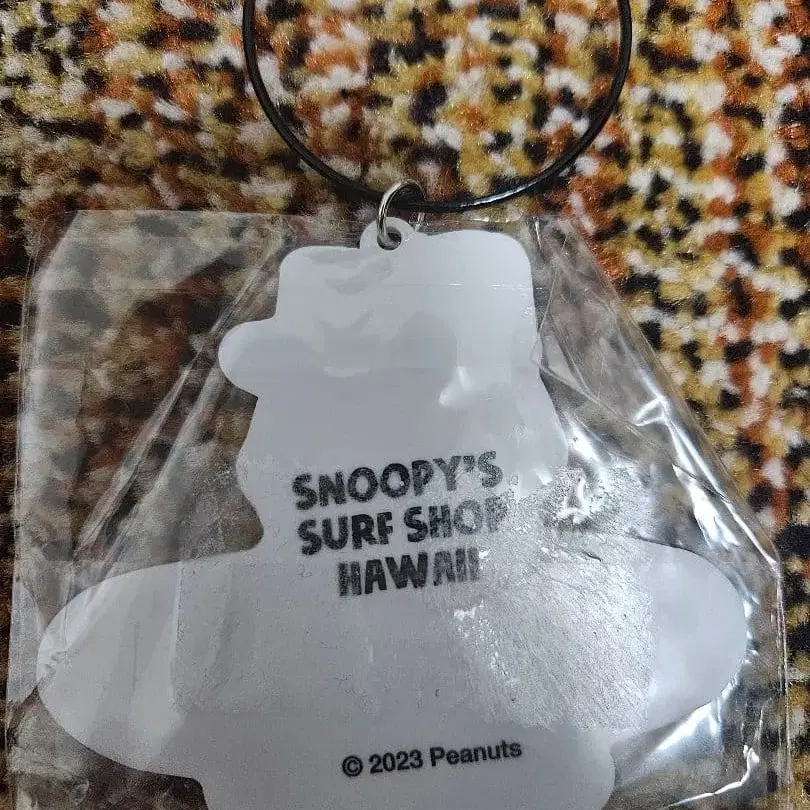 SNOOPY'S
SURF SHOP
HAWAII
© 2023 Peanuts